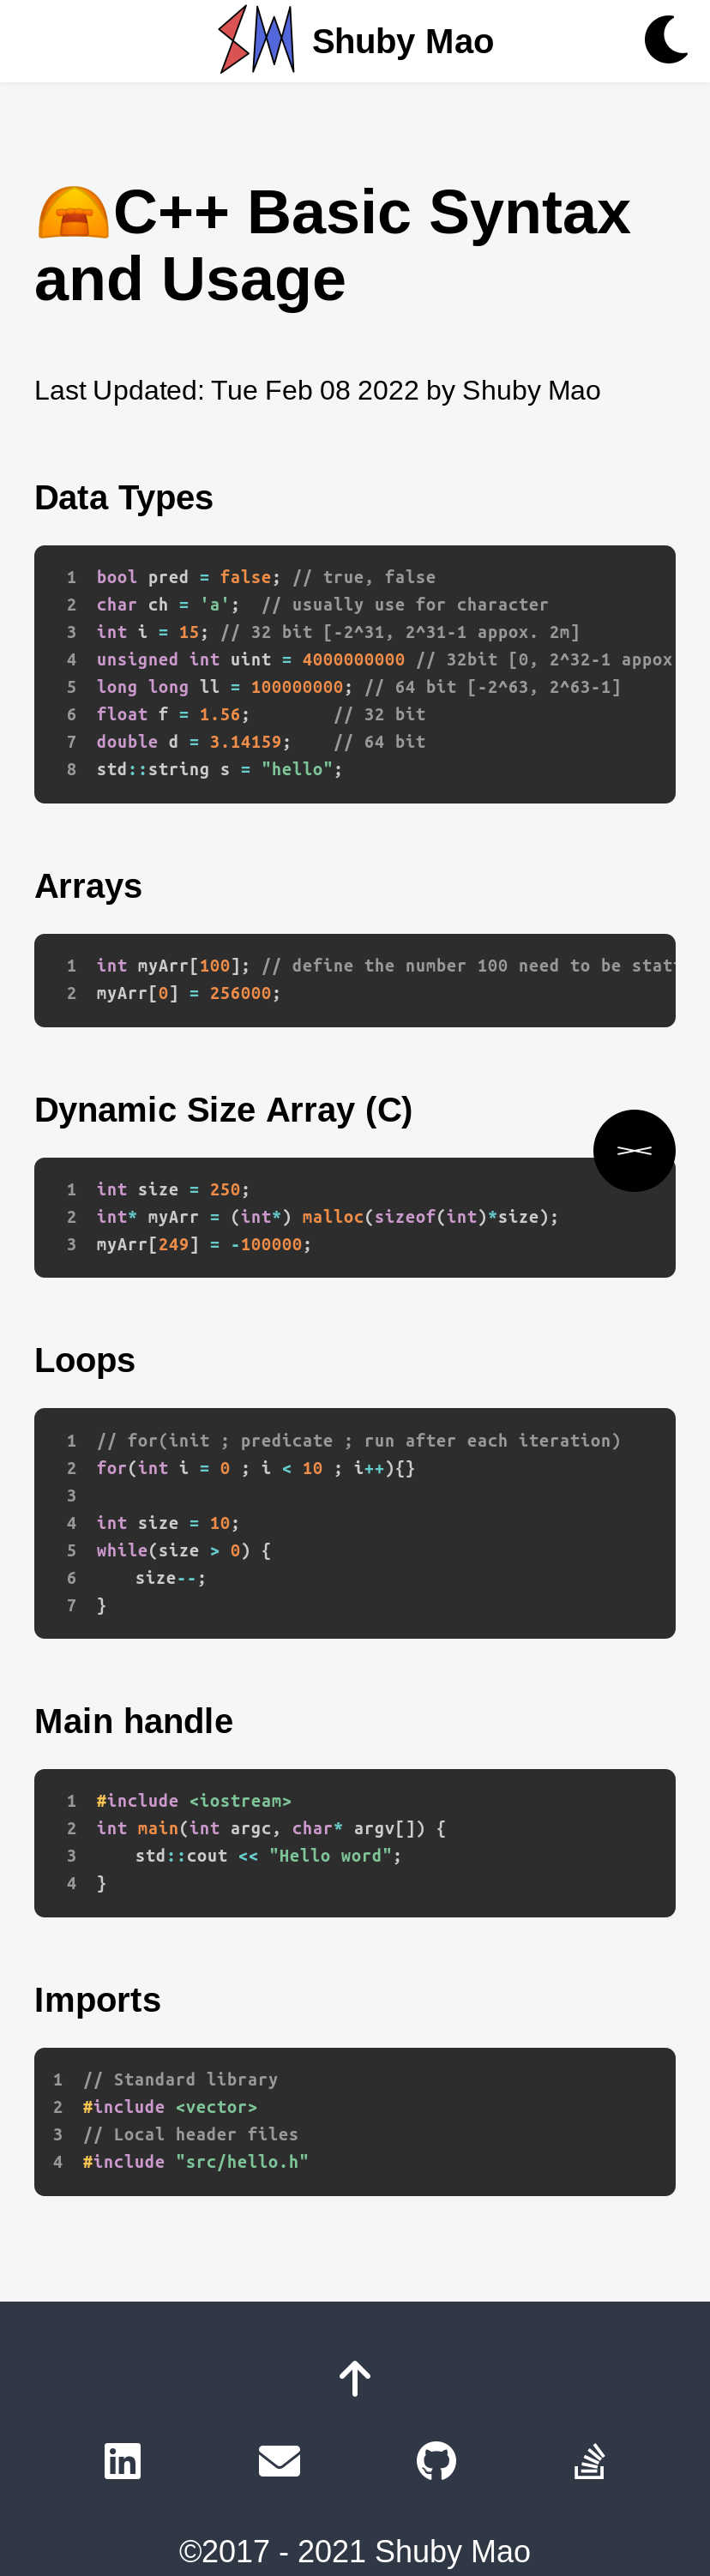 Shuby Mao
C++ Basic Syntax
and Usage
Last Updated: Tue Feb 08 2022 by Shuby Mao
Data Types
1 bool pred = false; // true, false
2 char ch = 'a';  // usually use for character
3 int i = 15; // 32 bit [-2^31, 2^31-1 appox. 2m]
4 unsigned int uint = 4000000000 // 32bit [0, 2^32-1 appox
5 long long ll = 100000000; // 64 bit [-2^63, 2^63-1]
6 float f = 1.56;        // 32 bit
7 double d = 3.14159;    // 64 bit
8 std::string s = "hello";
Arrays
1 int myArr[100]; // define the number 100 need to be stat
2 myArr[0] = 256000;
Dynamic Size Array (C)
1 int size = 250;
2 int* myArr = (int*) malloc(sizeof(int)*size);
3 myArr[249] = -100000;
Loops
1 // for(init ; predicate ; run after each iteration)
2 for(int i = 0 ; i < 10 ; i++){}
3
4 int size = 10;
5 while(size > 0) {
6     size--;
7 }
Main handle
1 #include <iostream>
2 int main(int argc, char* argv[]) {
3     std::cout << "Hello word";
4 }
Imports
1 // Standard library
2 #include <vector>
3 // Local header files
4 #include "src/hello.h"
©2017 - 2021 Shuby Mao